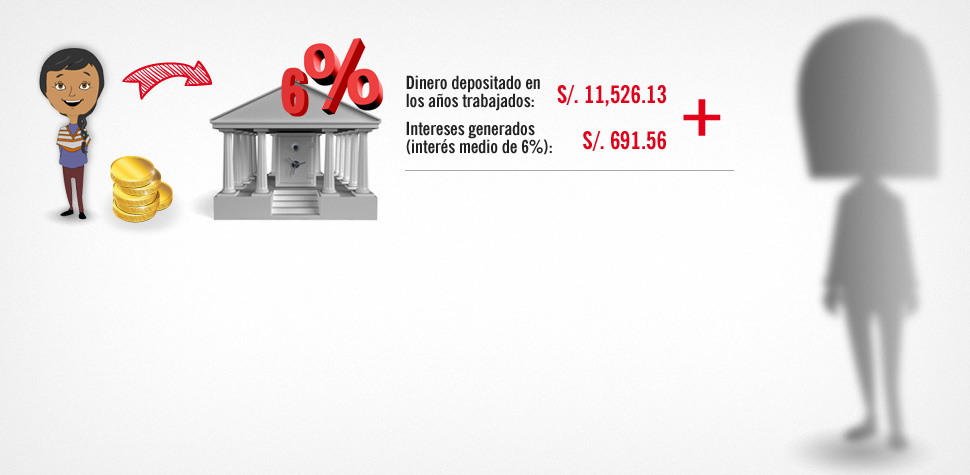 6%
Dinero depositado en
los años trabajados: S/. 11,526.13
+
Intereses generados
(interés medio de 6%): S/. 691.56